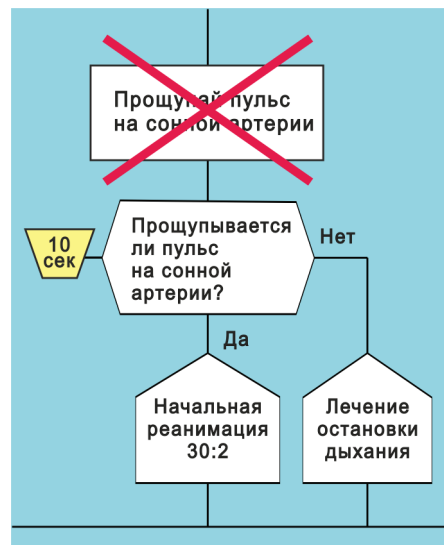 Прощупай пульс
на сонной артерии
Прощупывается
ли пульс
на сонной
артерии?
10
сек
Нет
Да
Начальная
реанимация
30:2
Лечение
остановки
дыхания